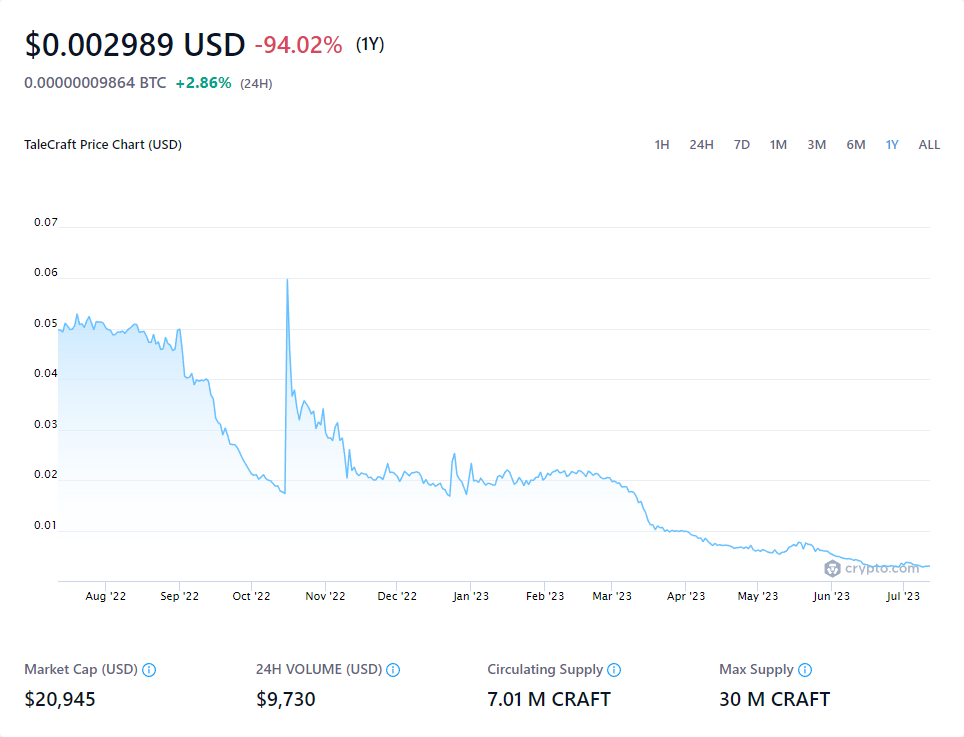 $0.002989 USD -94.02% (1Y)
0.00000009864 BTC +2.86% (24H)
TaleCraft Price Chart (USD) 1H 24H 7D 1M 3M 6M 1Y ALL
0.07
0.06
0.05
0.04
0.03
0.02
0.01
crypto.com
Aug '22 Sep '22 Oct '22 Nov '22 Dec '22 Jan '23 Feb '23 Mar '23 Apr '23 May '23 Jun '23 Jul '23
Market Cap (USD) 24H VOLUME (USD) Circulating Supply Max Supply
$20,945 $9,730 7.01 M CRAFT 30 M CRAFT